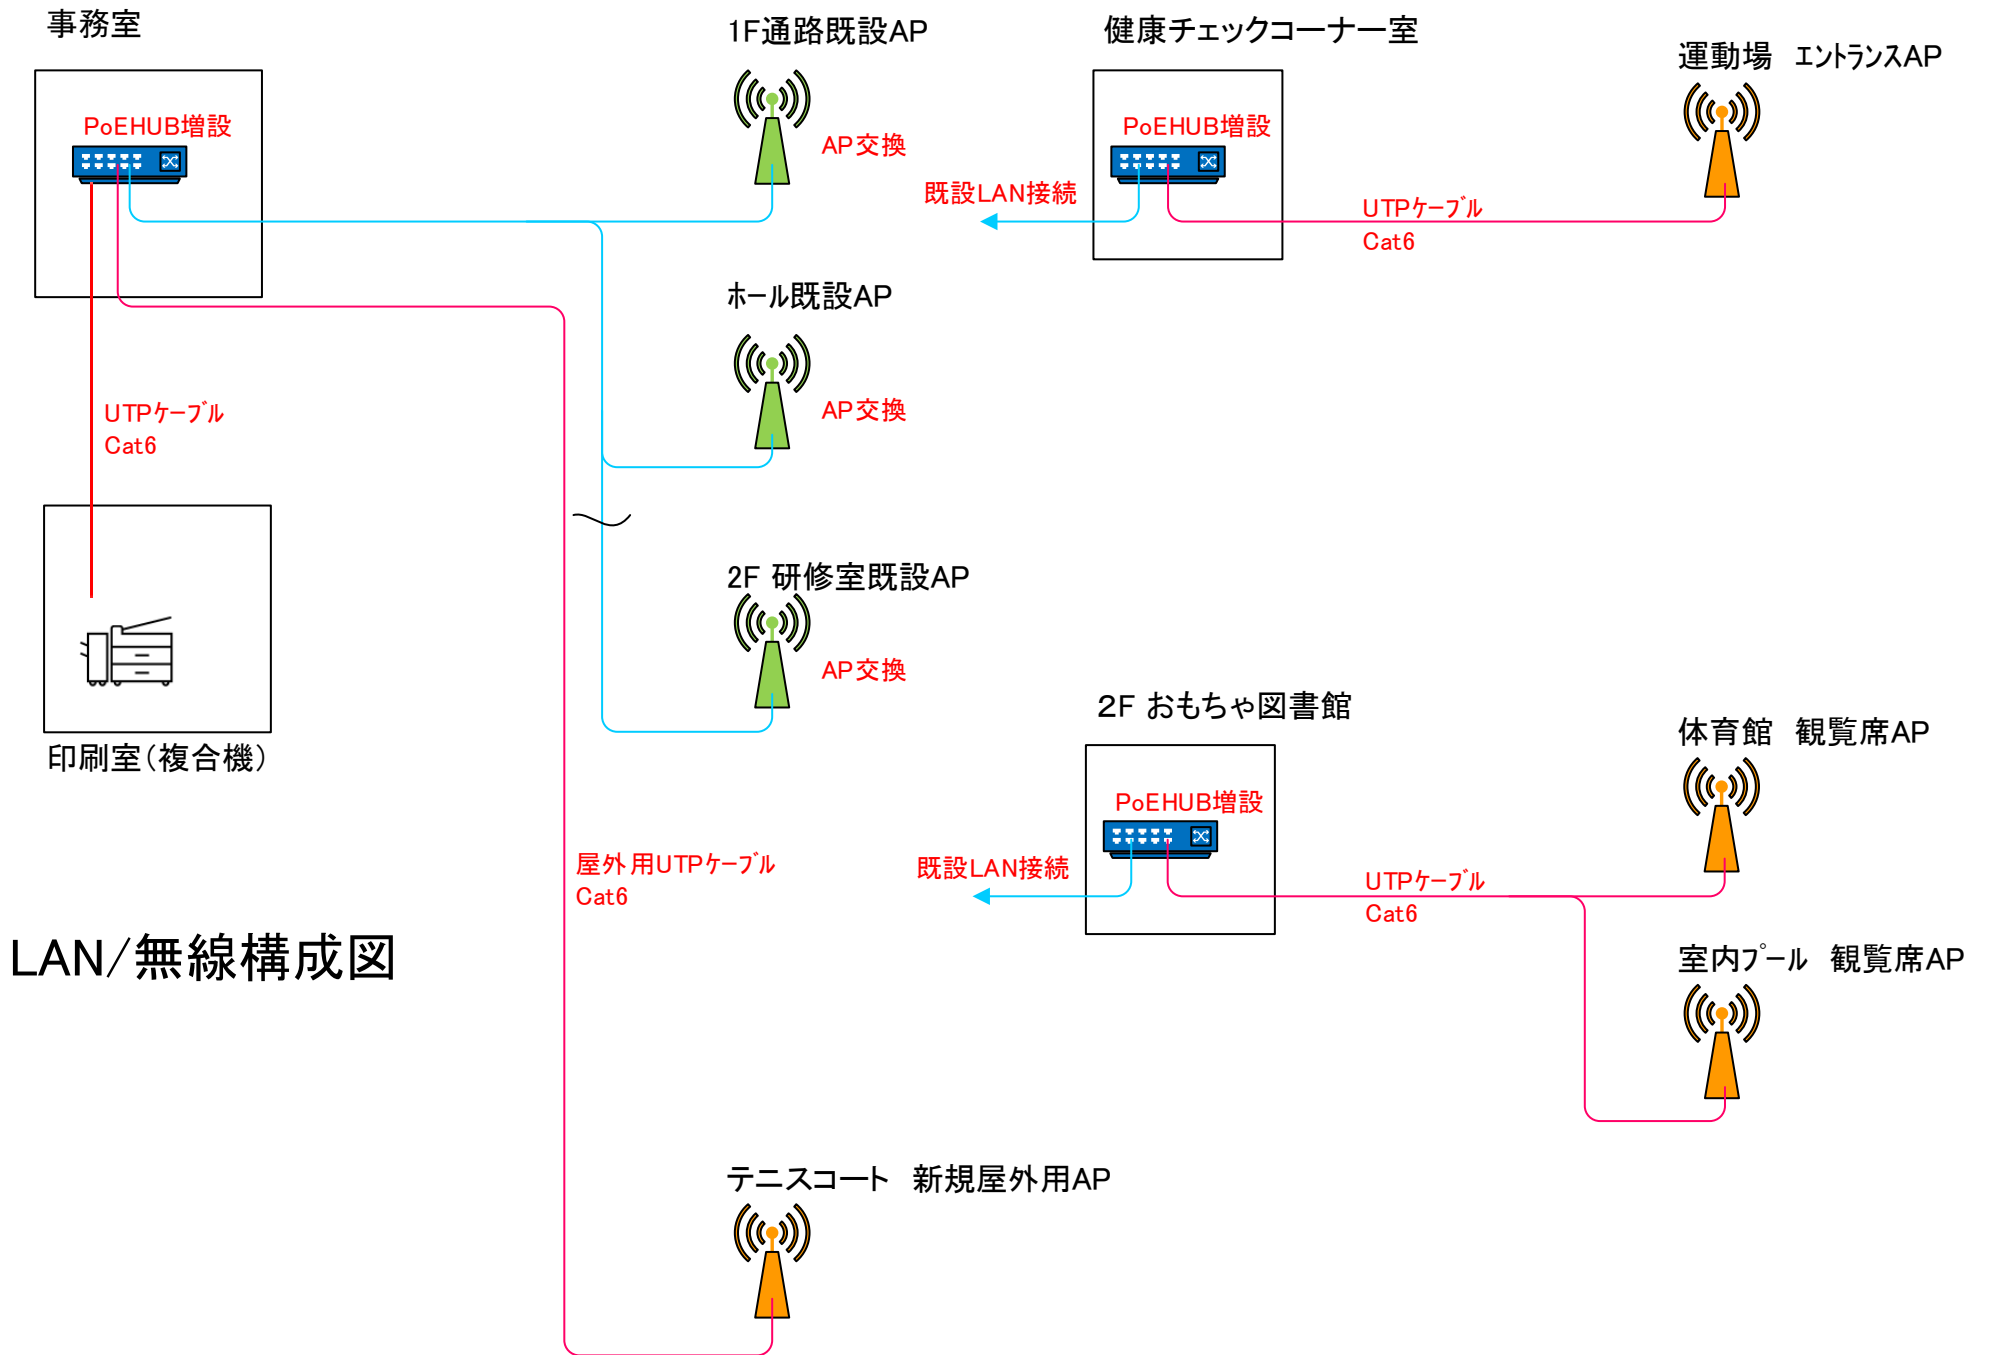 事務室
PoEHUB増設
UTPケーブル
Cat6
印刷室(複合機)
LAN/無線構成図
1F通路既設AP
AP交換
ホール既設AP
AP交換
2F 研修室既設AP
AP交換
屋外用UTPケーブル
Cat6
テニスコート　新規屋外用AP
健康チェックコーナー室
PoEHUB増設
既設LAN接続
UTPケーブル
Cat6
運動場　エントランスAP
2F おもちゃ図書館
PoEHUB増設
既設LAN接続
UTPケーブル
Cat6
体育館　観覧席AP
室内プール　観覧席AP